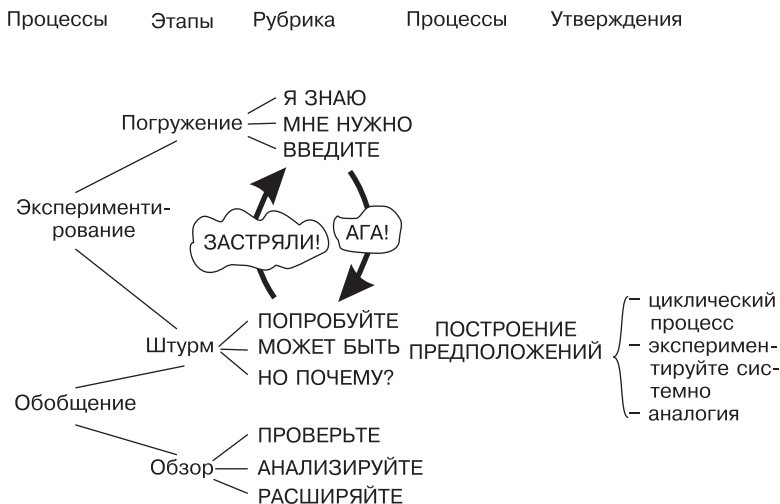 Процессы Этапы Рубрика Процессы Утверждения
Я ЗНАЮ
Погружение МНЕ НУЖНО
ВВЕДИТЕ
Эксперименти-
рование
ЗАСТРЯЛИ! АГА!
ПОПРОБУЙТЕ
Штурм МОЖЕТ БЫТЬ
НО ПОЧЕМУ?
ПОСТРОЕНИЕ
ПРЕДПОЛОЖЕНИЙ
– циклический
процесс
– эксперимен-
тируйте сис-
темно
– аналогия
Обобщение
ПРОВЕРЬТЕ
Обзор АНАЛИЗИРУЙТЕ
РАСШИРЯЙТЕ